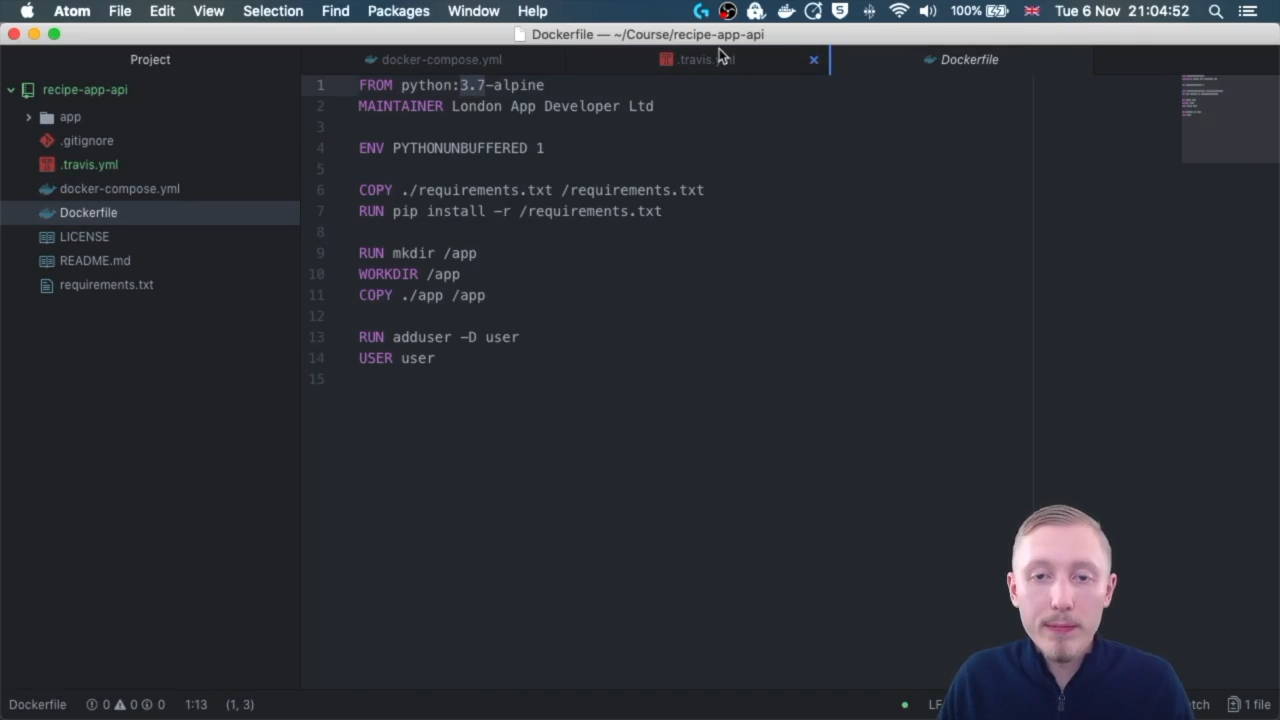 Atom File Edit View Selection Find Packages Window Help 100% Tue 6 Nov 21:04:52
Dockerfile — ~/Course/recipe-app-api
Project docker-compose.yml .travis.yml Dockerfile
recipe-app-api
app
.gitignore
.travis.yml
docker-compose.yml
Dockerfile
LICENSE
README.md
requirements.txt
1 FROM python:3.7-alpine
2 MAINTAINER London App Developer Ltd
3
4 ENV PYTHONUNBUFFERED 1
5
6 COPY ./requirements.txt /requirements.txt
7 RUN pip install -r /requirements.txt
8
9 RUN mkdir /app
10 WORKDIR /app
11 COPY ./app /app
12
13 RUN adduser -D user
14 USER user
15
Dockerfile 0 0 0 1:13 (1, 3) LF 1 file